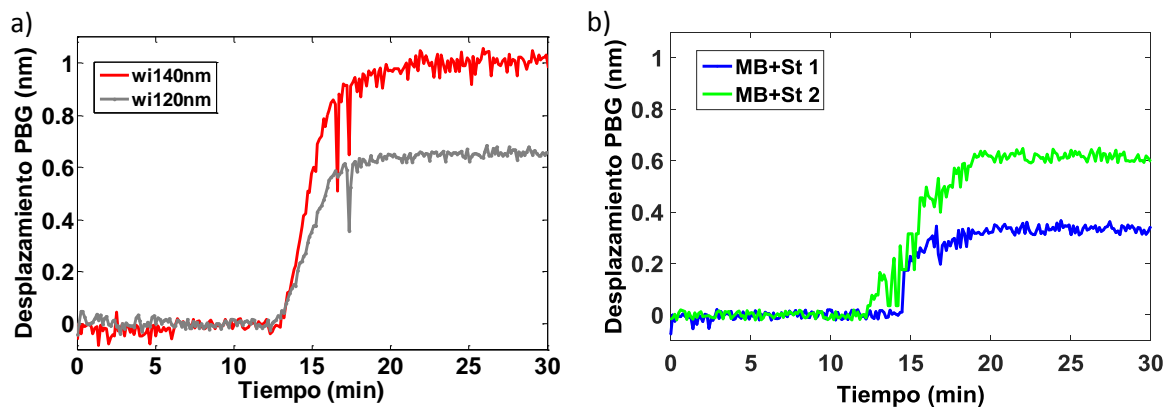 a)
Desplazamiento PBG (nm)
1
0.8
0.6
0.4
0.2
0
wi140nm
wi120nm
0 5 10 15 20 25 30
Tiempo (min)
b)
Desplazamiento PBG (nm)
1
0.8
0.6
0.4
0.2
0
MB+St 1
MB+St 2
0 5 10 15 20 25 30
Tiempo (min)